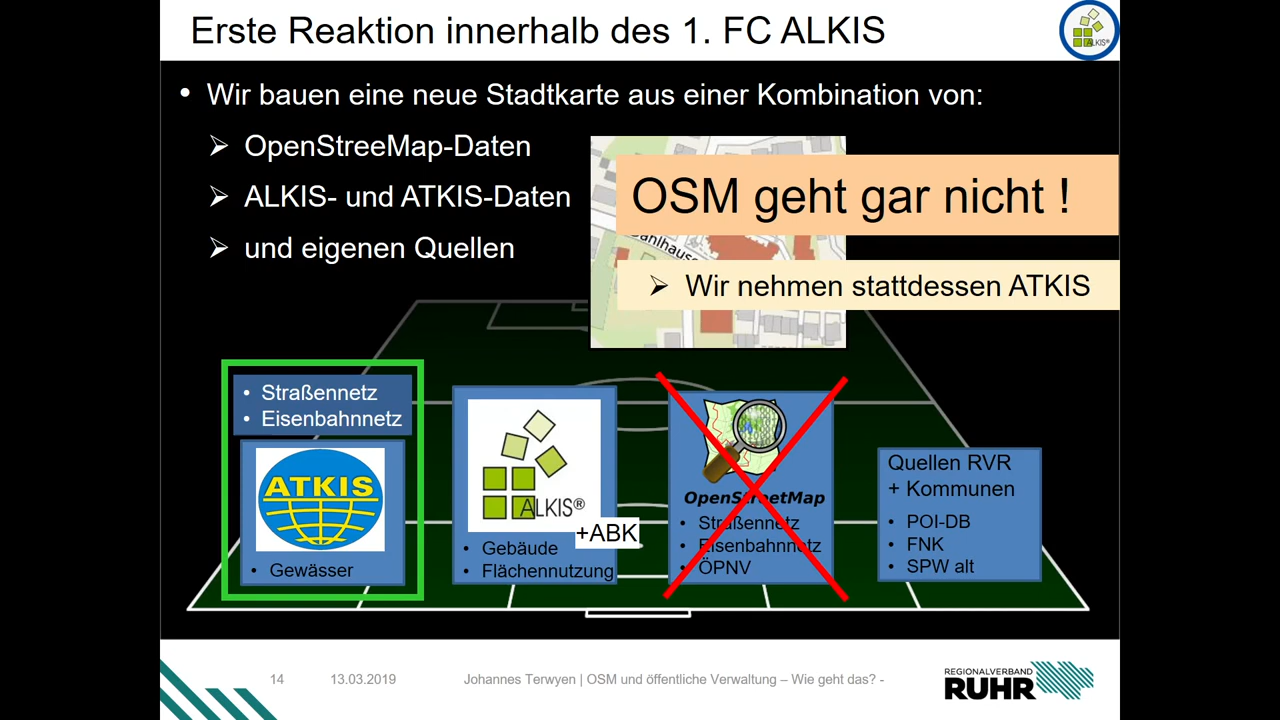 Erste Reaktion innerhalb des 1. FC ALKIS
ALKIS®
• Wir bauen eine neue Stadtkarte aus einer Kombination von:
➢ OpenStreeMap-Daten
➢ ALKIS- und ATKIS-Daten
➢ und eigenen Quellen
OSM geht gar nicht !
➢ Wir nehmen stattdessen ATKIS
• Straßennetz
• Eisenbahnnetz
ATKIS
• Gewässer
ALKIS®
+ABK
• Gebäude
• Flächennutzung
OpenStreetMap
• Straßennetz
• Eisenbahnnetz
• ÖPNV
Quellen RVR
+ Kommunen
• POI-DB
• FNK
• SPW alt
14
13.03.2019
Johannes Terwyen | OSM und öffentliche Verwaltung – Wie geht das? -
REGIONALVERBAND
RUHR